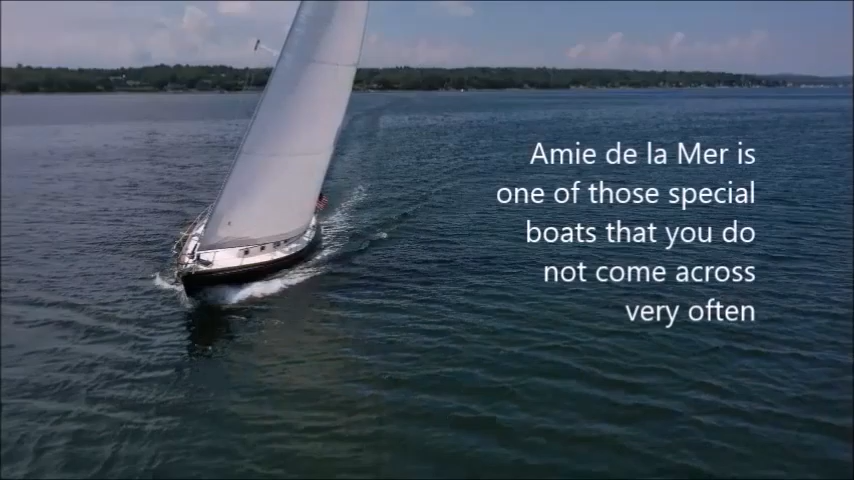 Amie de la Mer is
one of those special
boats that you do
not come across
very often